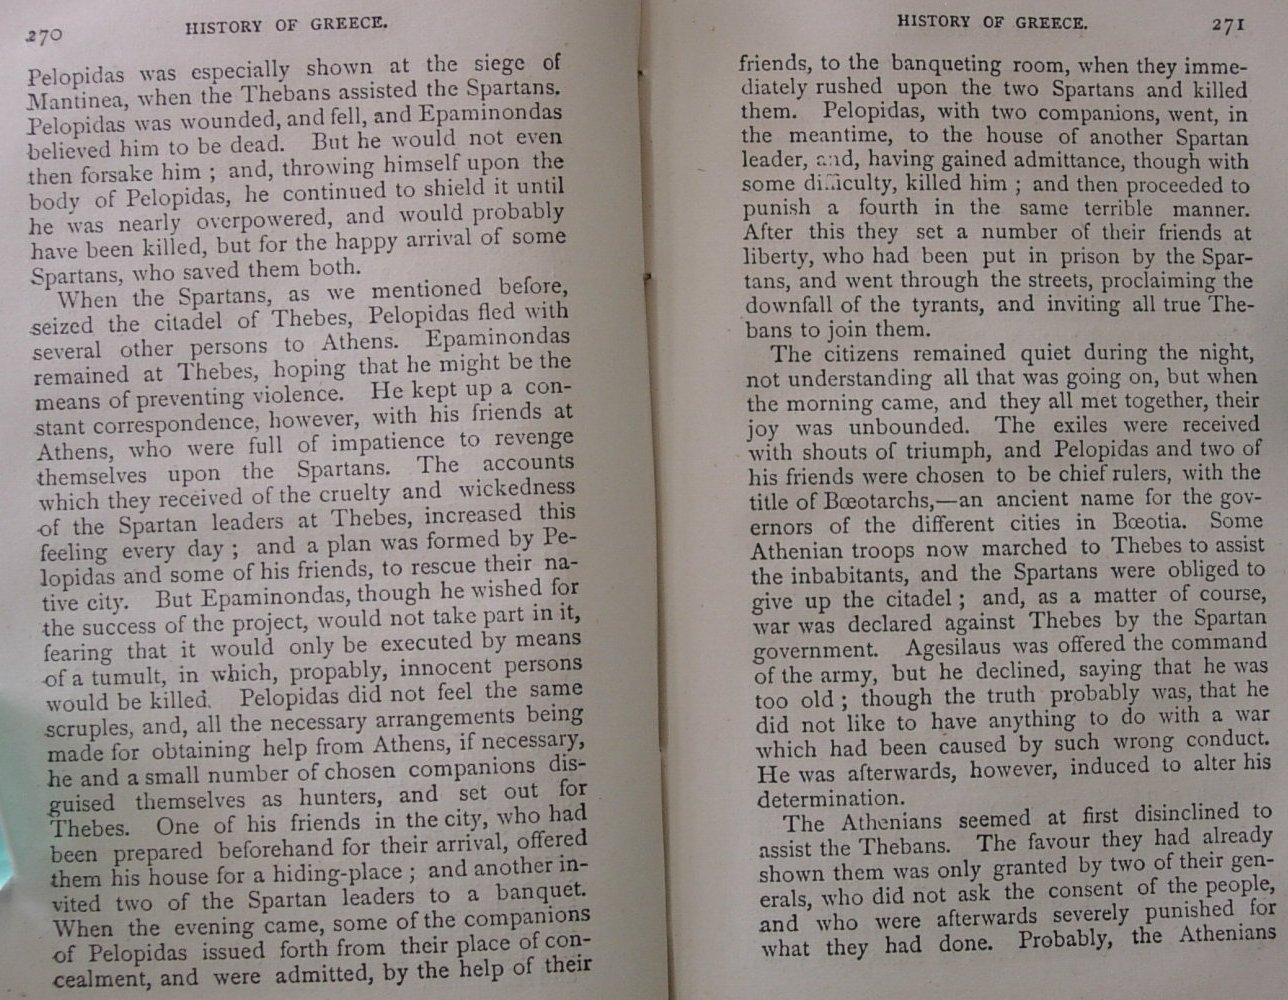 270
HISTORY OF GREECE.
Pelopidas was especially shown at the siege of
Mantinea, when the Thebans assisted the Spartans.
Pelopidas was wounded, and fell, and Epaminondas
believed him to be dead. But he would not even
then forsake him ; and, throwing himself upon the
body of Pelopidas, he continued to shield it until
he was nearly overpowered, and would probably
have been killed, but for the happy arrival of some
Spartans, who saved them both.
When the Spartans, as we mentioned before,
seized the citadel of Thebes, Pelopidas fled with
several other persons to Athens. Epaminondas
remained at Thebes, hoping that he might be the
means of preventing violence. He kept up a con-
stant correspondence, however, with his friends at
Athens, who were full of impatience to revenge
themselves upon the Spartans. The accounts
which they received of the cruelty and wickedness
of the Spartan leaders at Thebes, increased this
feeling every day ; and a plan was formed by Pe-
lopidas and some of his friends, to rescue their na-
tive city. But Epaminondas, though he wished for
the success of the project, would not take part in it,
fearing that it would only be executed by means
of a tumult, in which, propably, innocent persons
would be killed. Pelopidas did not feel the same
scruples, and, all the necessary arrangements being
made for obtaining help from Athens, if necessary,
he and a small number of chosen companions dis-
guised themselves as hunters, and set out for
Thebes. One of his friends in the city, who had
been prepared beforehand for their arrival, offered
them his house for a hiding-place ; and another in-
vited two of the Spartan leaders to a banquet.
When the evening came, some of the companions
of Pelopidas issued forth from their place of con-
cealment, and were admitted, by the help of their
HISTORY OF GREECE.
271
friends, to the banqueting room, when they imme-
diately rushed upon the two Spartans and killed
them. Pelopidas, with two companions, went, in
the meantime, to the house of another Spartan
leader, and, having gained admittance, though with
some difficulty, killed him ; and then proceeded to
punish a fourth in the same terrible manner.
After this they set a number of their friends at
liberty, who had been put in prison by the Spar-
tans, and went through the streets, proclaiming the
downfall of the tyrants, and inviting all true The-
bans to join them.
The citizens remained quiet during the night,
not understanding all that was going on, but when
the morning came, and they all met together, their
joy was unbounded. The exiles were received
with shouts of triumph, and Pelopidas and two of
his friends were chosen to be chief rulers, with the
title of Bœotarchs,—an ancient name for the gov-
ernors of the different cities in Bœotia. Some
Athenian troops now marched to Thebes to assist
the inbabitants, and the Spartans were obliged to
give up the citadel ; and, as a matter of course,
war was declared against Thebes by the Spartan
government. Agesilaus was offered the command
of the army, but he declined, saying that he was
too old ; though the truth probably was, that he
did not like to have anything to do with a war
which had been caused by such wrong conduct.
He was afterwards, however, induced to alter his
determination.
The Athenians seemed at first disinclined to
assist the Thebans. The favour they had already
shown them was only granted by two of their gen-
erals, who did not ask the consent of the people,
and who were afterwards severely punished for
what they had done. Probably, the Athenians